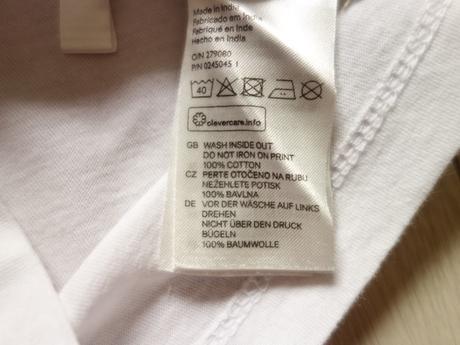 Made in India
Fabricado em India
Fabriqué en Inde
Hecho en India
O/N 279080
P/N 0245045 1
40
clevercare.info
GB WASH INSIDE OUT
DO NOT IRON ON PRINT
100% COTTON
CZ PERTE OTOČENO NA RUBU
NEŽEHLETE POTISK
100% BAVLNA
DE VOR DER WÄSCHE AUF LINKS
DREHEN
NICHT ÜBER DEN DRUCK
BÜGELN
100% BAUMWOLLE